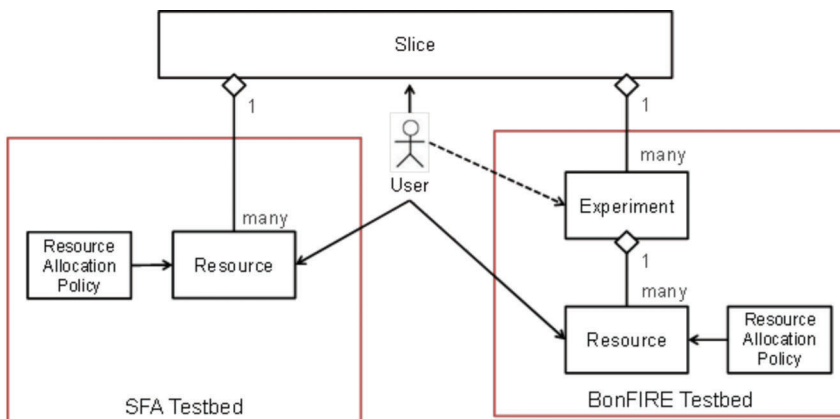 Slice
1
1
many
User
Experiment
many
Resource
Allocation
Policy
Resource
1
many
Resource
Resource
Allocation
Policy
SFA Testbed
BonFIRE Testbed